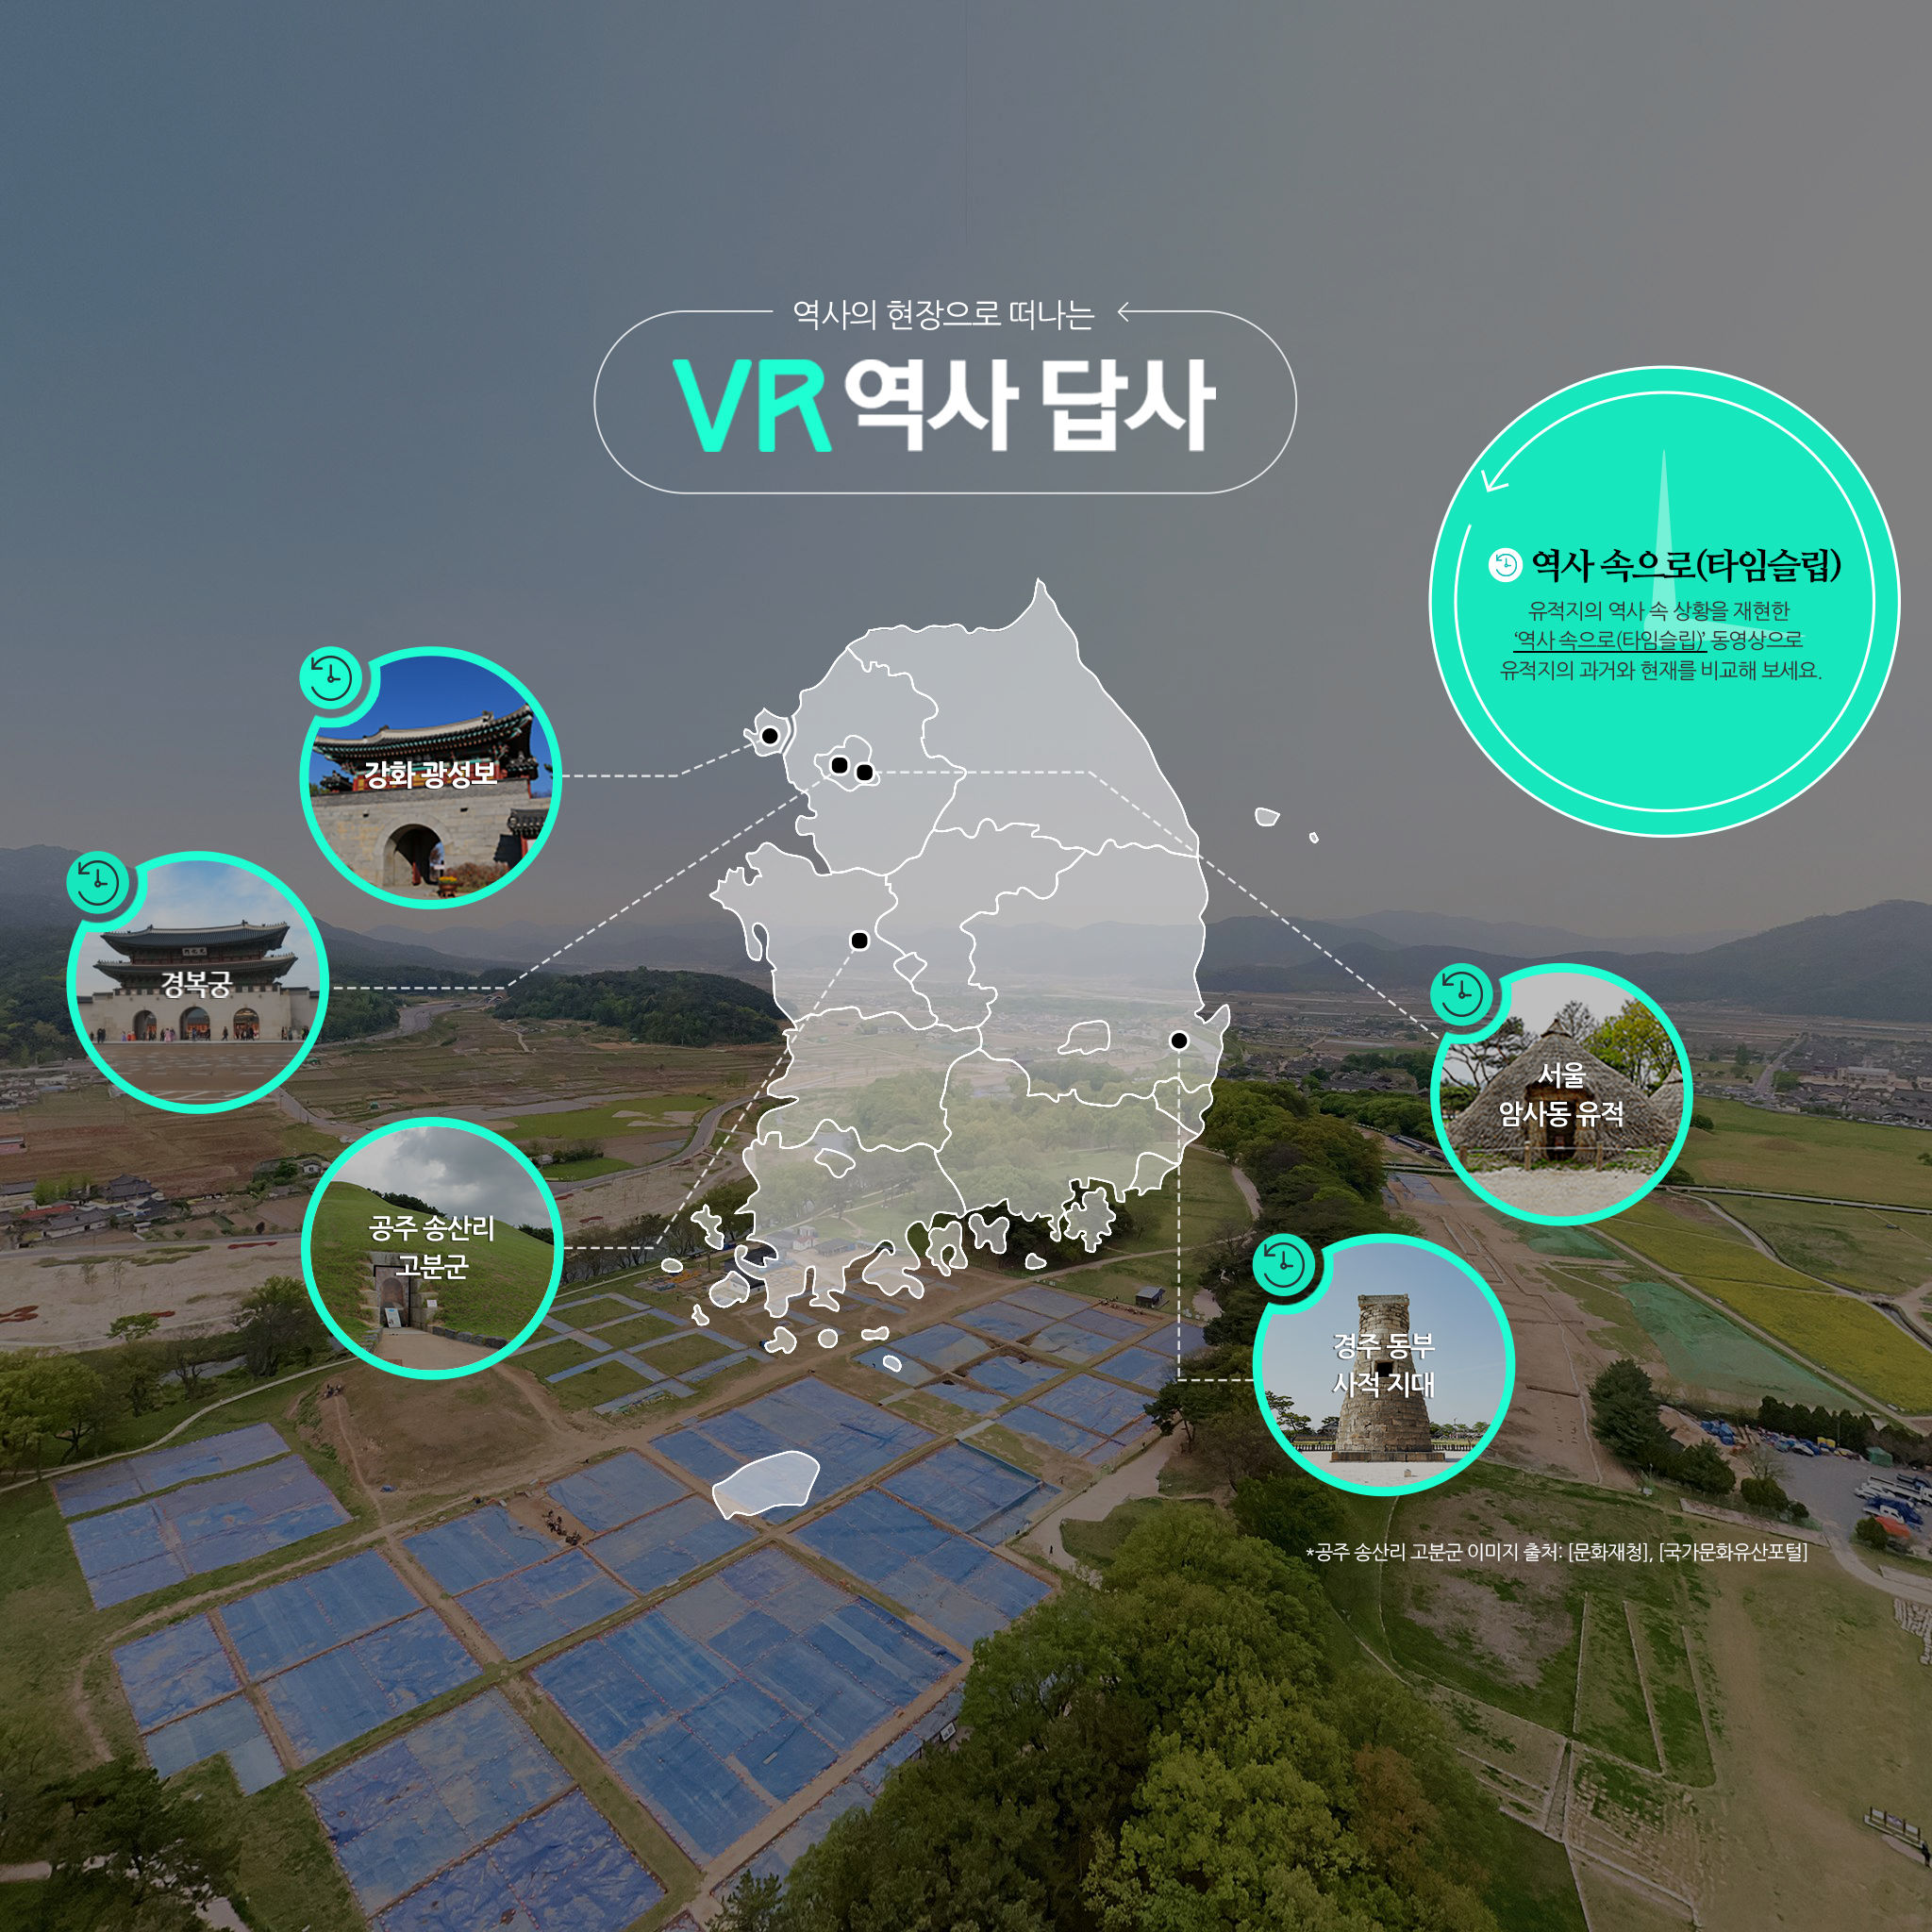 역사의 현장으로 떠나는
VR 역사 답사
역사 속으로(타임슬립)
유적지의 역사 속 상황을 재현한
‘역사 속으로(타임슬립)’ 동영상으로
유적지의 과거와 현재를 비교해 보세요.
강화 광성보
경복궁
공주 송산리
고분군
서울
암사동 유적
경주 동부
사적 지대
*공주 송산리 고분군 이미지 출처: [문화재청], [국가문화유산포털]